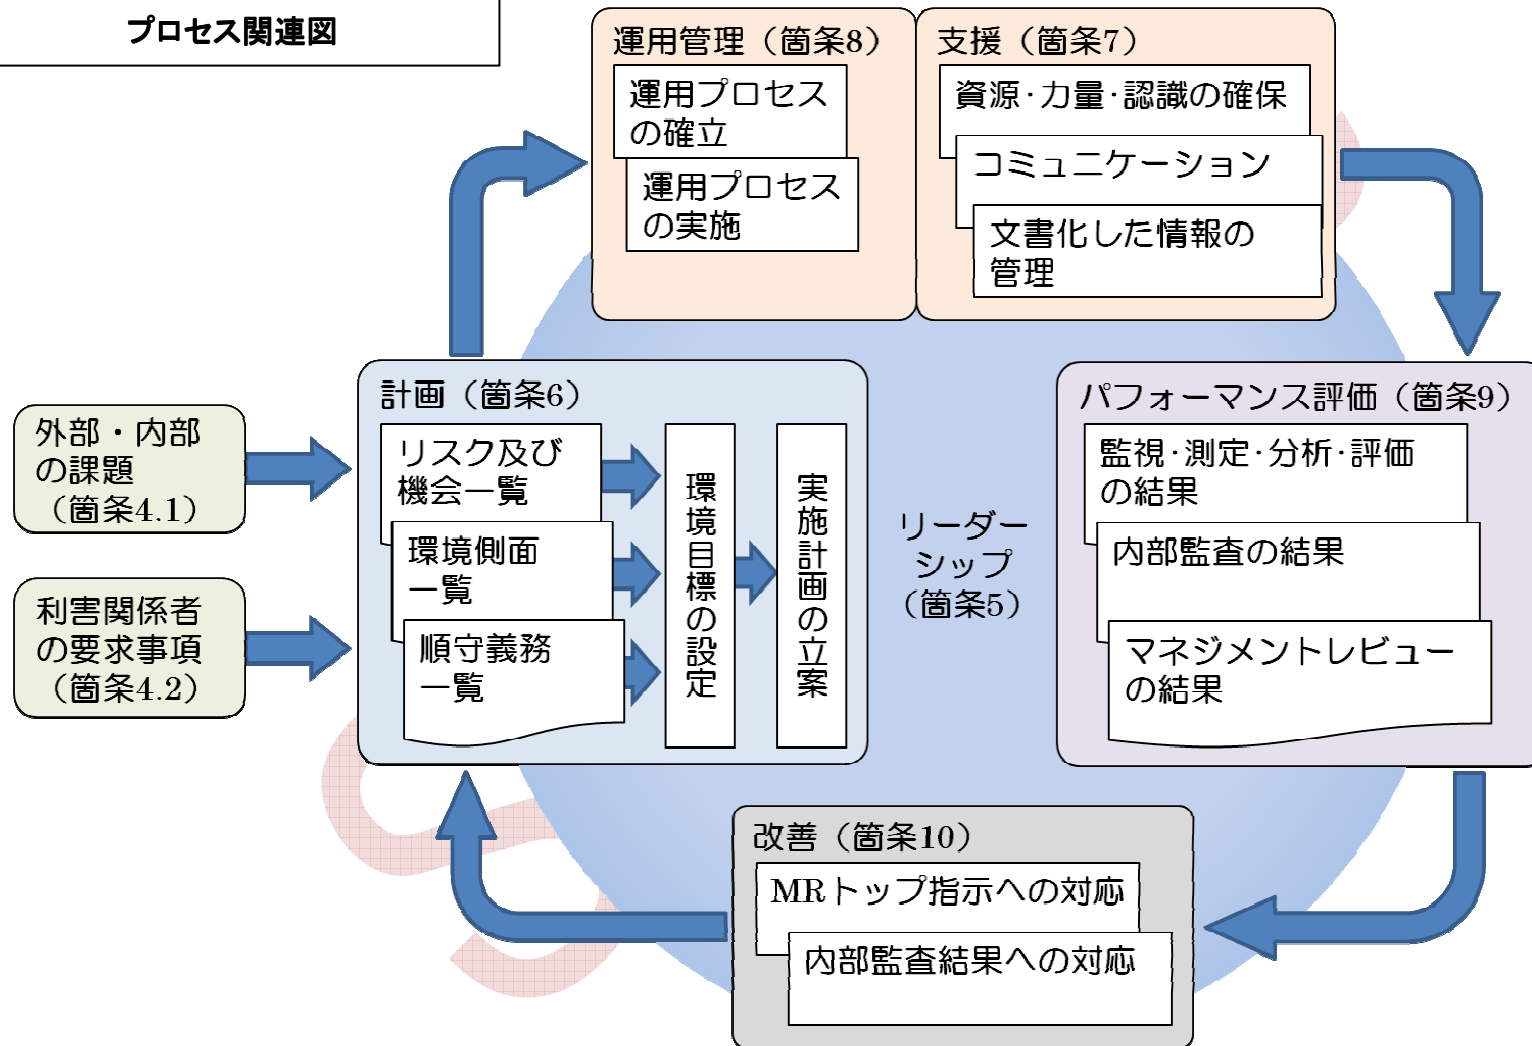 プロセス関連図
運用管理（箇条8）
運用プロセス
の確立
運用プロセス
の実施
支援（箇条7）
資源･力量･認識の確保
コミュニケーション
文書化した情報の
管理
外部・内部
の課題
（箇条4.1）
利害関係者
の要求事項
（箇条4.2）
計画（箇条6）
リスク及び
機会一覧
環境側面
一覧
順守義務
一覧
環境目標の設定
実施計画の立案
リーダー
シップ
（箇条5）
パフォーマンス評価（箇条9）
監視･測定･分析･評価
の結果
内部監査の結果
マネジメントレビュー
の結果
改善（箇条10）
MRトップ指示への対応
内部監査結果への対応